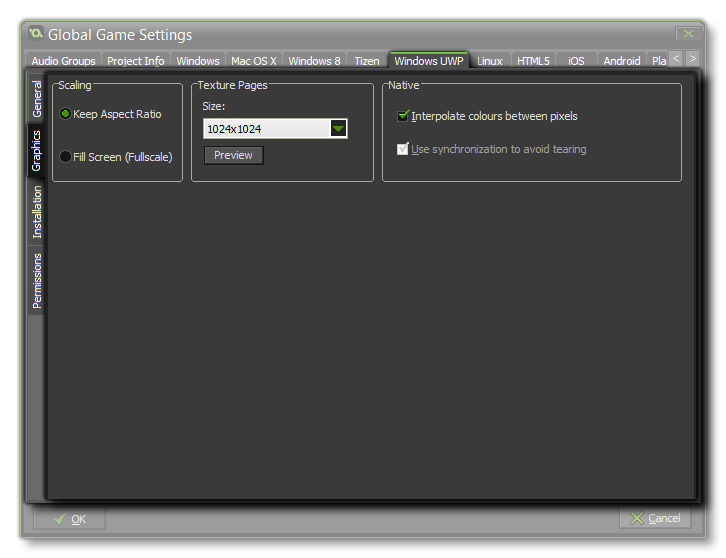 Global Game Settings
Audio Groups Project Info Windows Mac OS X Windows 8 Tizen Windows UWP Linux HTML5 iOS Android Pla < >
General
Graphics
Installation
Permissions
Scaling
Keep Aspect Ratio
Fill Screen (Fullscale)
Texture Pages
Size:
1024x1024
Preview
Native
Interpolate colours between pixels
Use synchronization to avoid tearing
OK
Cancel